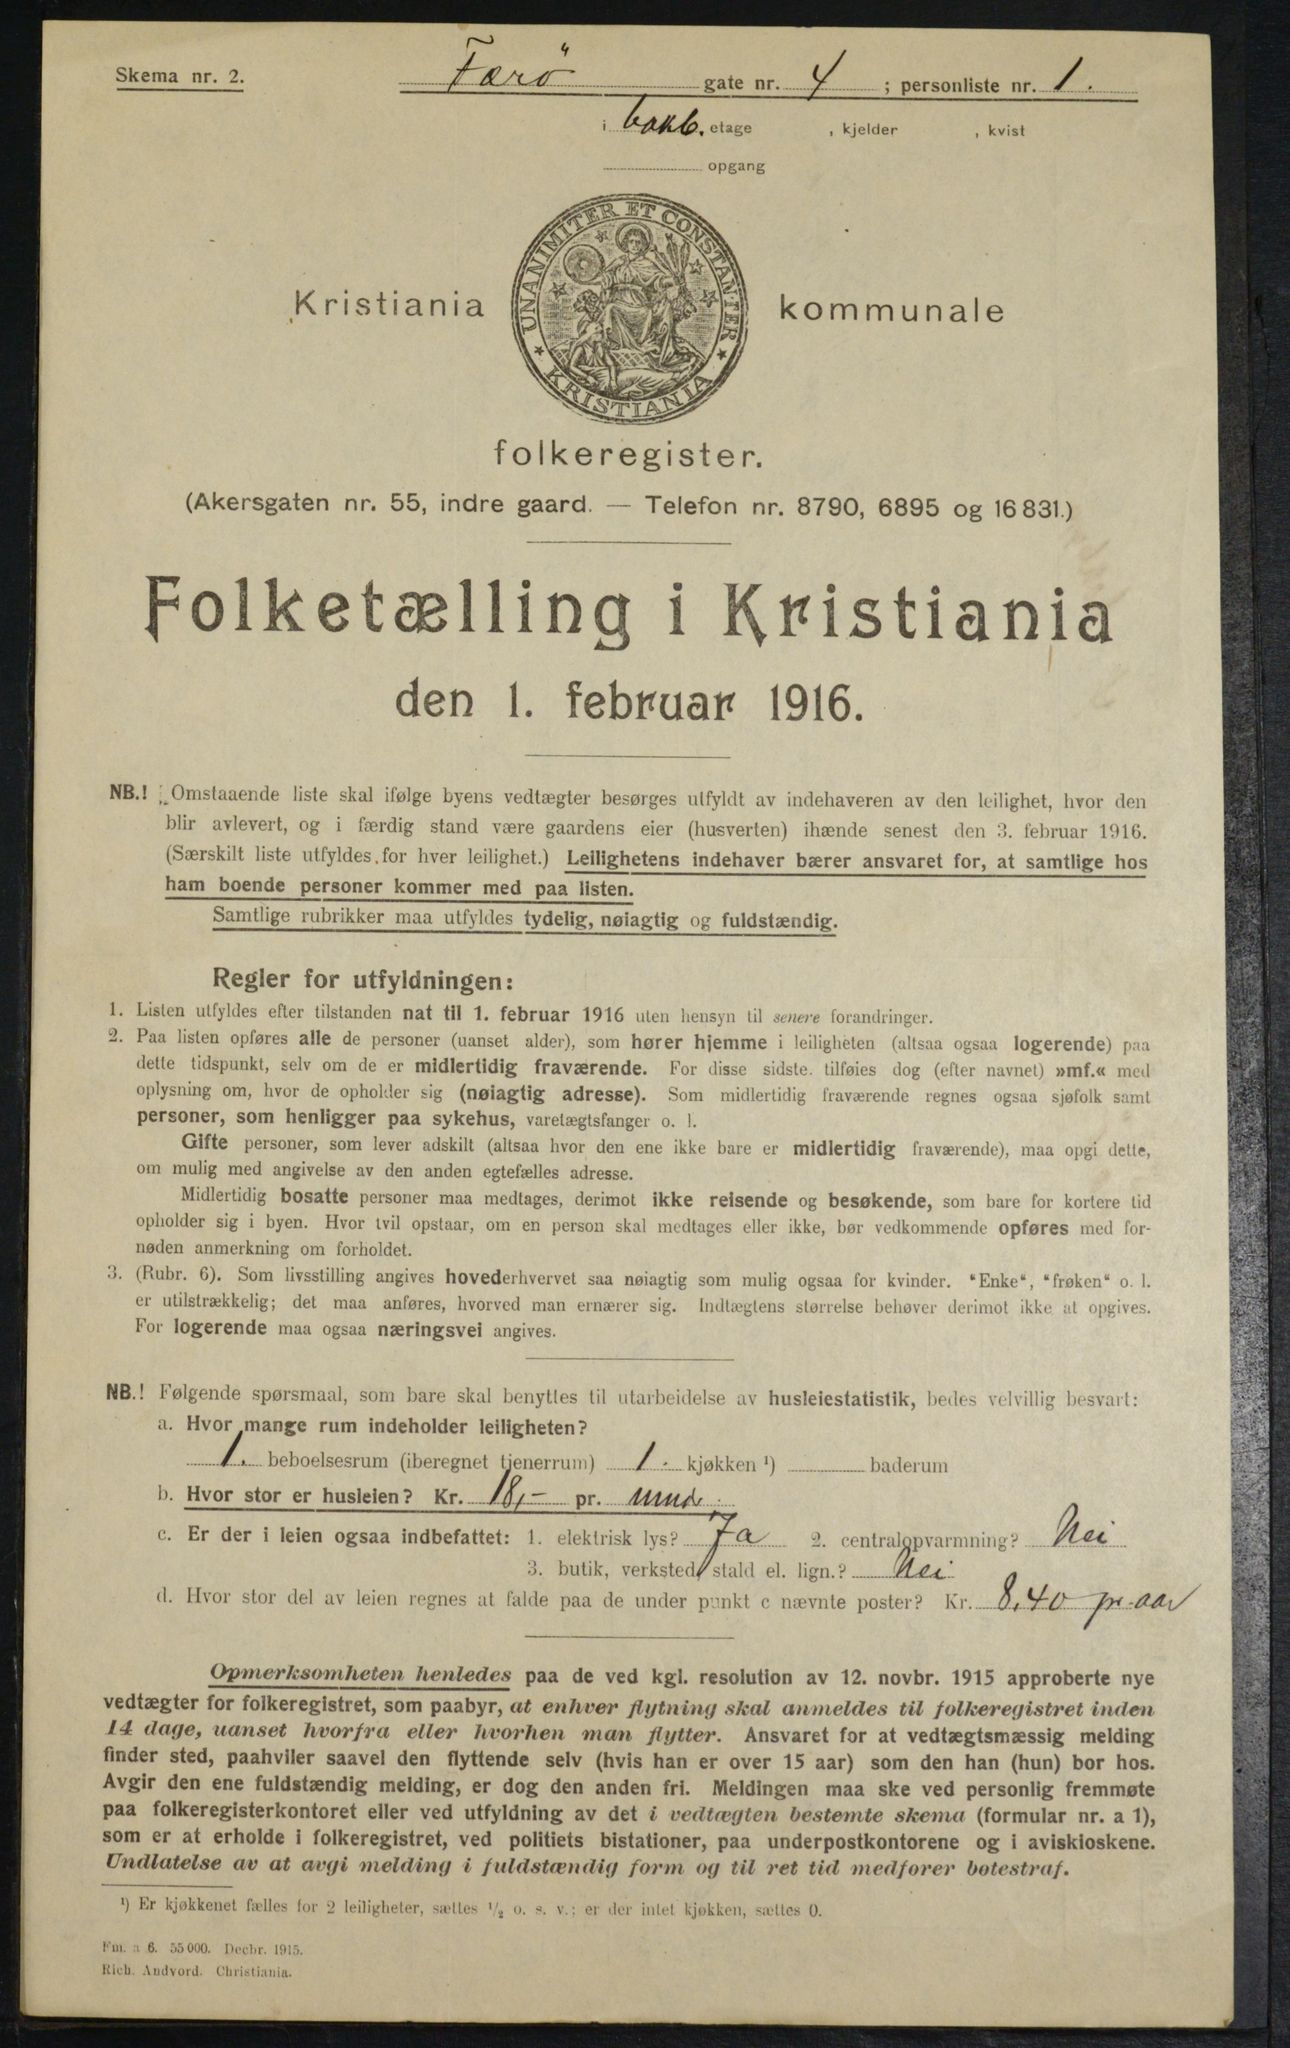 Skema nr. 2.
Færö gate nr. 4 ; personliste nr. 1.
i bakb. etage , kjelder , kvist
opgang
UNANIMITER ET CONSTANTER
KRISTIANIA
Kristiania kommunale
folkeregister.
(Akersgaten nr. 55, indre gaard. — Telefon nr. 8790, 6895 og 16 831.)
Folketælling i Kristiania
den 1. februar 1916.
NB.! Omstaaende liste skal ifølge byens vedtægter besørges utfyldt av indehaveren av den leilighet, hvor den
blir avlevert, og i færdig stand være gaardens eier (husverten) ihænde senest den 3. februar 1916.
(Særskilt liste utfyldes for hver leilighet.) Leilighetens indehaver bærer ansvaret for, at samtlige hos
ham boende personer kommer med paa listen.
Samtlige rubrikker maa utfyldes tydelig, nøiagtig og fuldstændig.
Regler for utfyldningen:
1. Listen utfyldes efter tilstanden nat til 1. februar 1916 uten hensyn til senere forandringer.
2. Paa listen opføres alle de personer (uanset alder), som hører hjemme i leiligheten (altsaa ogsaa logerende) paa
dette tidspunkt, selv om de er midlertidig fraværende. For disse sidste tilføies dog (efter navnet) »mf.« med
oplysning om, hvor de opholder sig (nøiagtig adresse). Som midlertidig fraværende regnes ogsaa sjøfolk samt
personer, som henligger paa sykehus, varetægtsfanger o. l.
Gifte personer, som lever adskilt (altsaa hvor den ene ikke bare er midlertidig fraværende), maa opgi dette,
om mulig med angivelse av den anden egtefælles adresse.
Midlertidig bosatte personer maa medtages, derimot ikke reisende og besøkende, som bare for kortere tid
opholder sig i byen. Hvor tvil opstaar, om en person skal medtages eller ikke, bør vedkommende opføres med for-
nøden anmerkning om forholdet.
3. (Rubr. 6). Som livsstilling angives hovederhvervet saa nøiagtig som mulig ogsaa for kvinder. "Enke", "frøken" o. l.
er utilstrækkelig; det maa anføres, hvorved man ernærer sig. Indtægtens størrelse behøver derimot ikke at opgives.
For logerende maa ogsaa næringsvei angives.
NB.! Følgende spørsmaal, som bare skal benyttes til utarbeidelse av husleiestatistik, bedes velvillig besvart:
a. Hvor mange rum indeholder leiligheten?
1. beboelsesrum (iberegnet tjenerrum) 1. kjøkken ¹) baderum
b. Hvor stor er husleien? Kr. 18,- pr. mnd.
c. Er der i leien ogsaa indbefattet: 1. elektrisk lys? Ja 2. centralopvarmning? Nei
3. butik, verksted, stald el. lign.? Nei
d. Hvor stor del av leien regnes at falde paa de under punkt c nævnte poster? Kr. 8,40 pr. aar
Opmerksomheten henledes paa de ved kgl. resolution av 12. novbr. 1915 approberte nye
vedtægter for folkeregistret, som paabyr, at enhver flytning skal anmeldes til folkeregistret inden
14 dage, uanset hvorfra eller hvorhen man flytter. Ansvaret for at vedtægtsmæssig melding
finder sted, paahviler saavel den flyttende selv (hvis han er over 15 aar) som den han (hun) bor hos.
Avgir den ene fuldstændig melding, er dog den anden fri. Meldingen maa ske ved personlig fremmøte
paa folkeregisterkontoret eller ved utfyldning av det i vedtægten bestemte skema (formular nr. a 1),
som er at erholde i folkeregistret, ved politiets bistationer, paa underpostkontorene og i aviskioskene.
Undlatelse av at avgi melding i fuldstændig form og til ret tid medfører bøtestraf.
¹) Er kjøkkenet fælles for 2 leiligheter, sættes ½ o. s. v.; er der intet kjøkken, sættes 0.
Fm. a 6. 55 000. Decbr. 1915.
Rich. Andvord. Christiania.